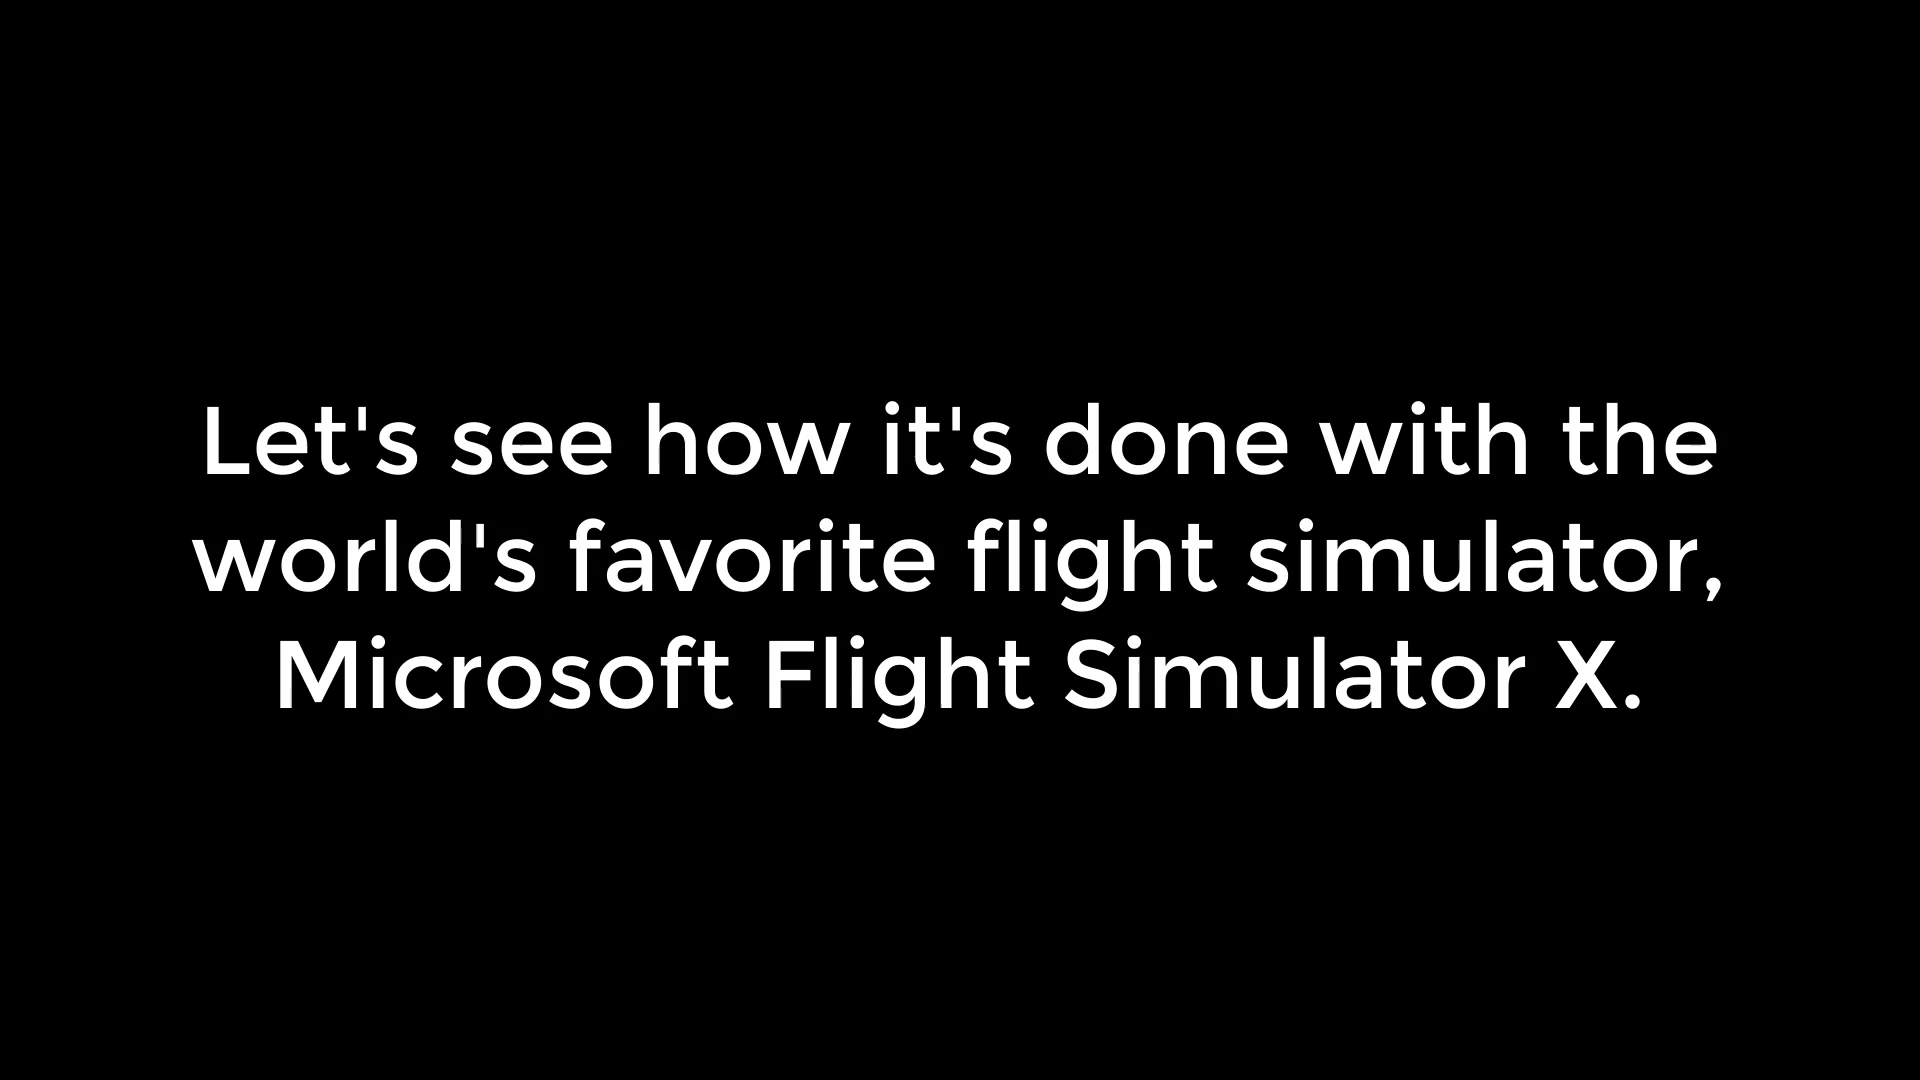 Let's see how it's done with the
world's favorite flight simulator,
Microsoft Flight Simulator X.